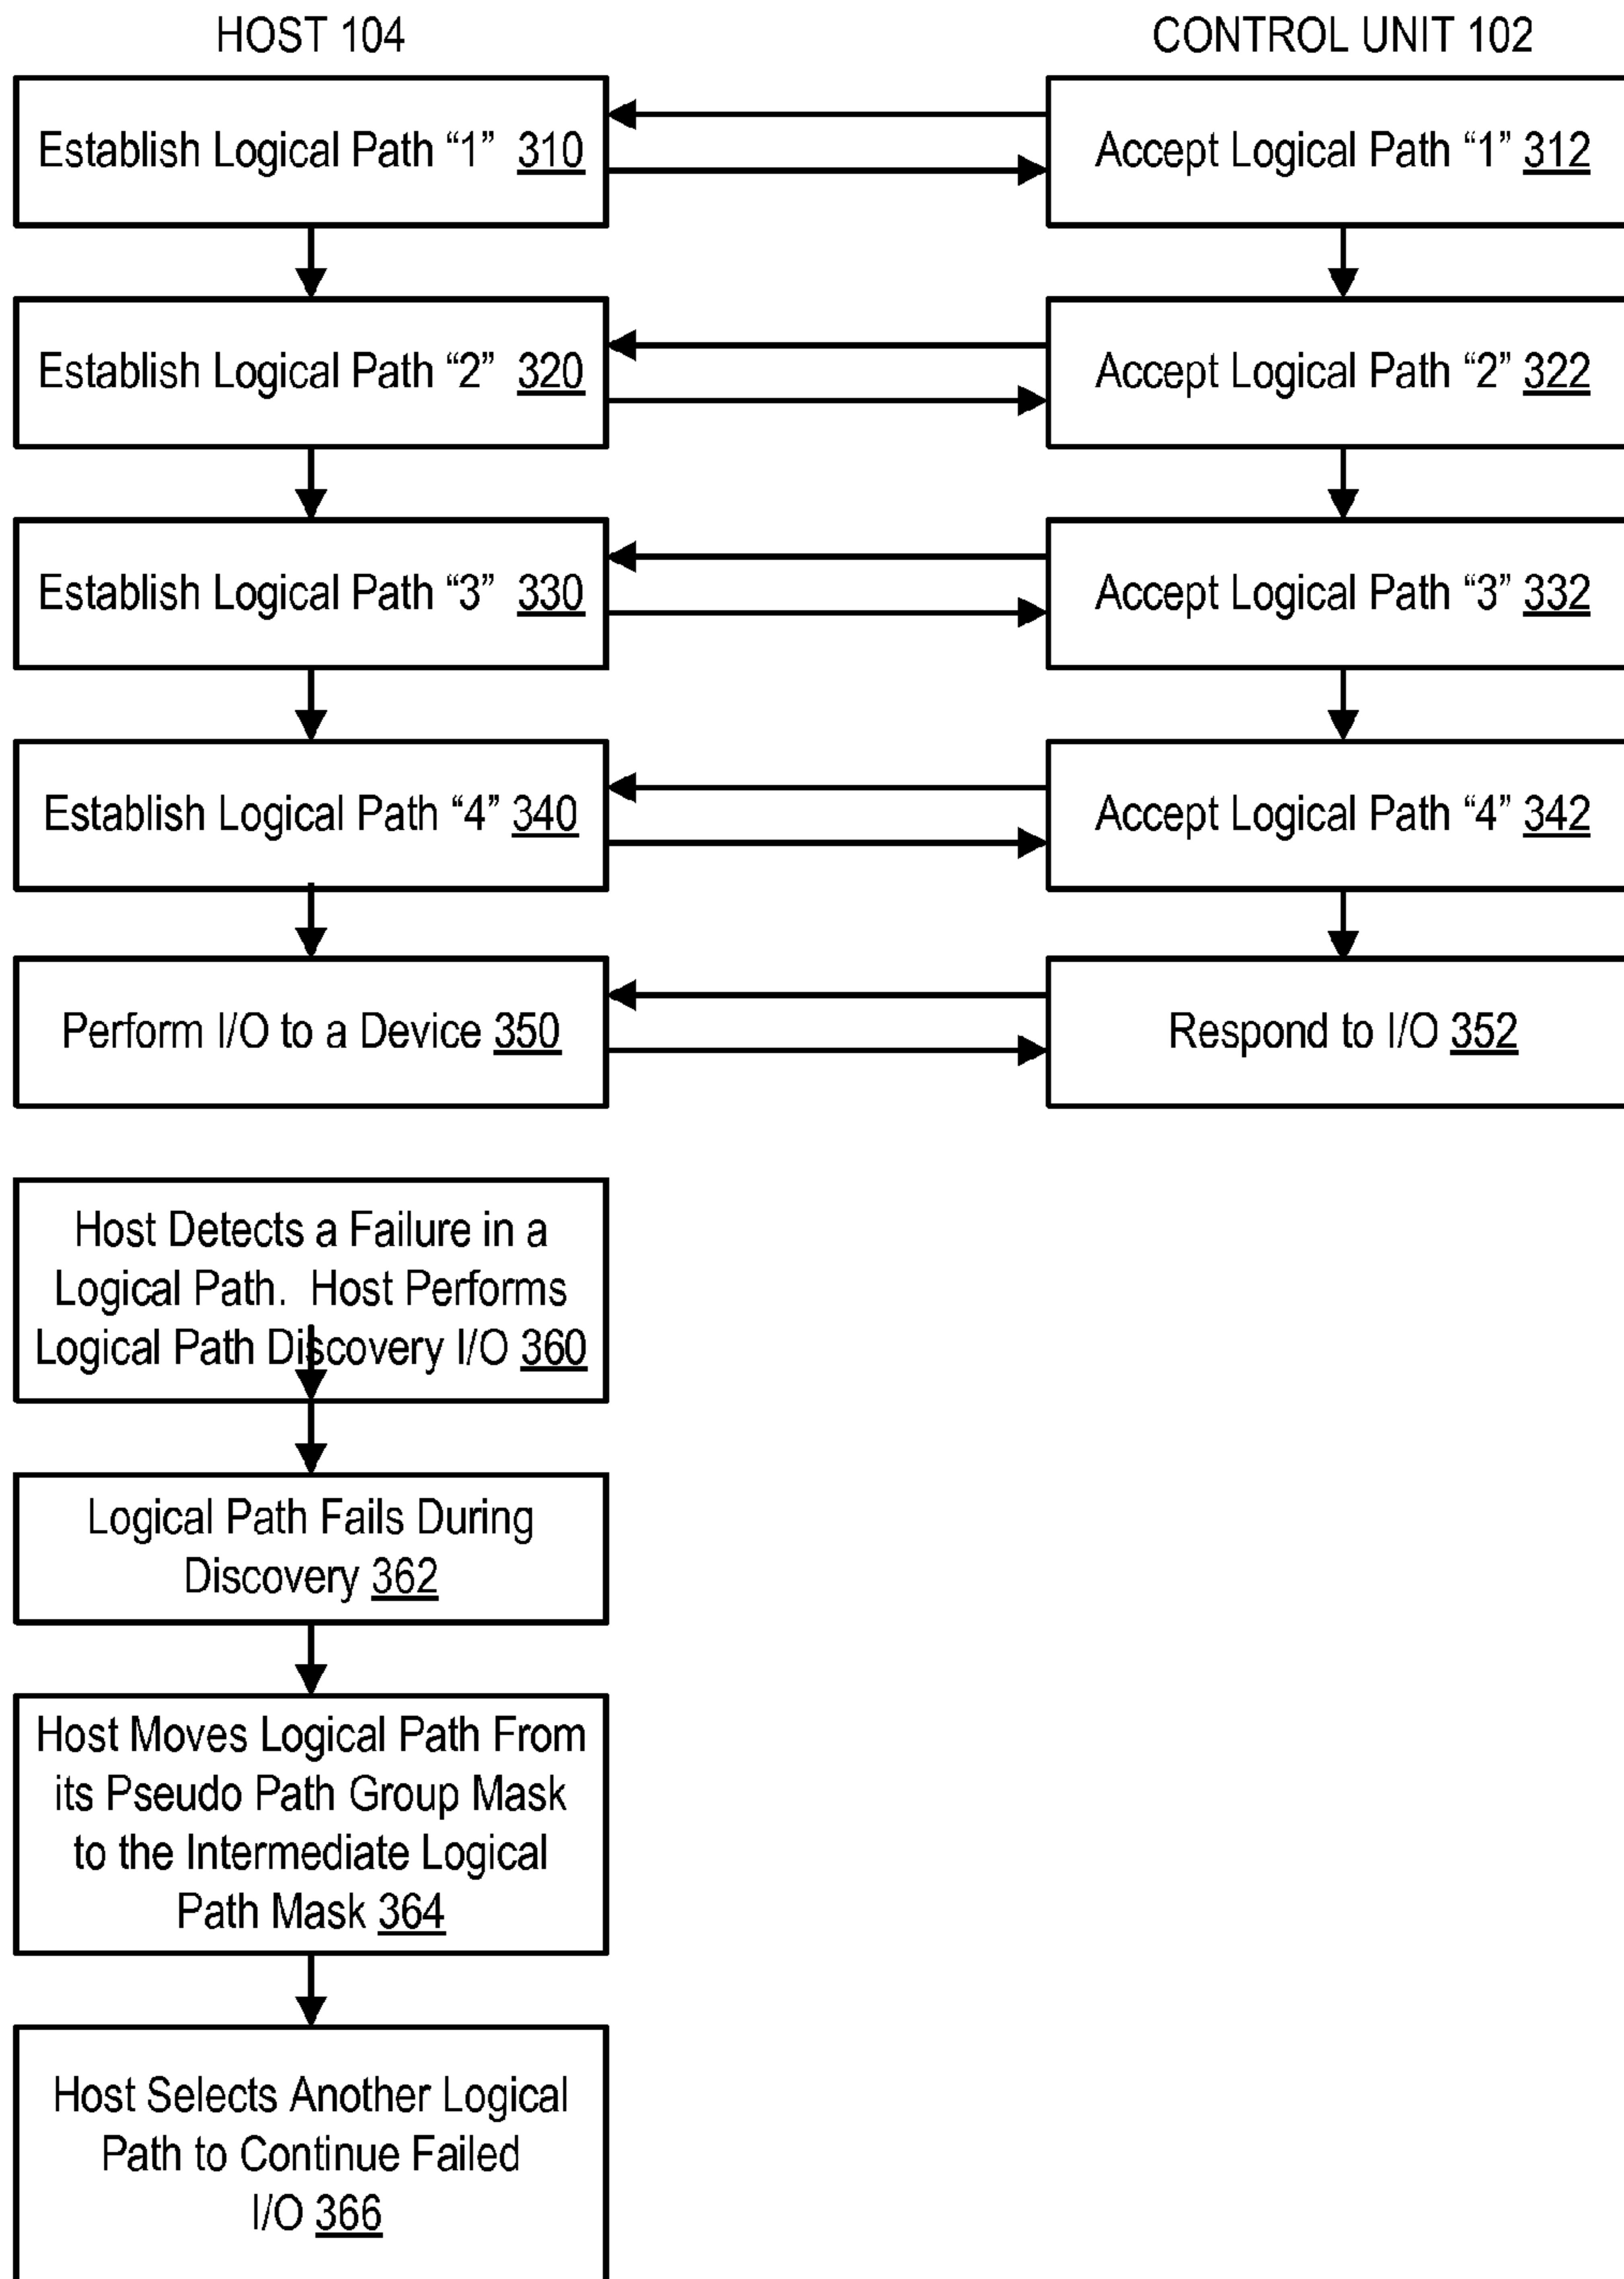 HOST 104
CONTROL UNIT 102
Establish Logical Path “1” 310
Accept Logical Path “1” 312
Establish Logical Path “2” 320
Accept Logical Path “2” 322
Establish Logical Path “3” 330
Accept Logical Path “3” 332
Establish Logical Path “4” 340
Accept Logical Path “4” 342
Perform I/O to a Device 350
Respond to I/O 352
Host Detects a Failure in a
Logical Path. Host Performs
Logical Path Discovery I/O 360
Logical Path Fails During
Discovery 362
Host Moves Logical Path From
its Pseudo Path Group Mask
to the Intermediate Logical
Path Mask 364
Host Selects Another Logical
Path to Continue Failed
I/O 366